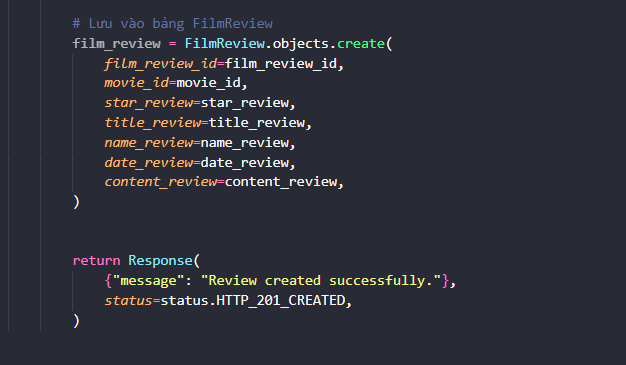 # Lưu vào bảng FilmReview
film_review = FilmReview.objects.create(
film_review_id=film_review_id,
movie_id=movie_id,
star_review=star_review,
title_review=title_review,
name_review=name_review,
date_review=date_review,
content_review=content_review,
)
return Response(
{"message": "Review created successfully."},
status=status.HTTP_201_CREATED,
)